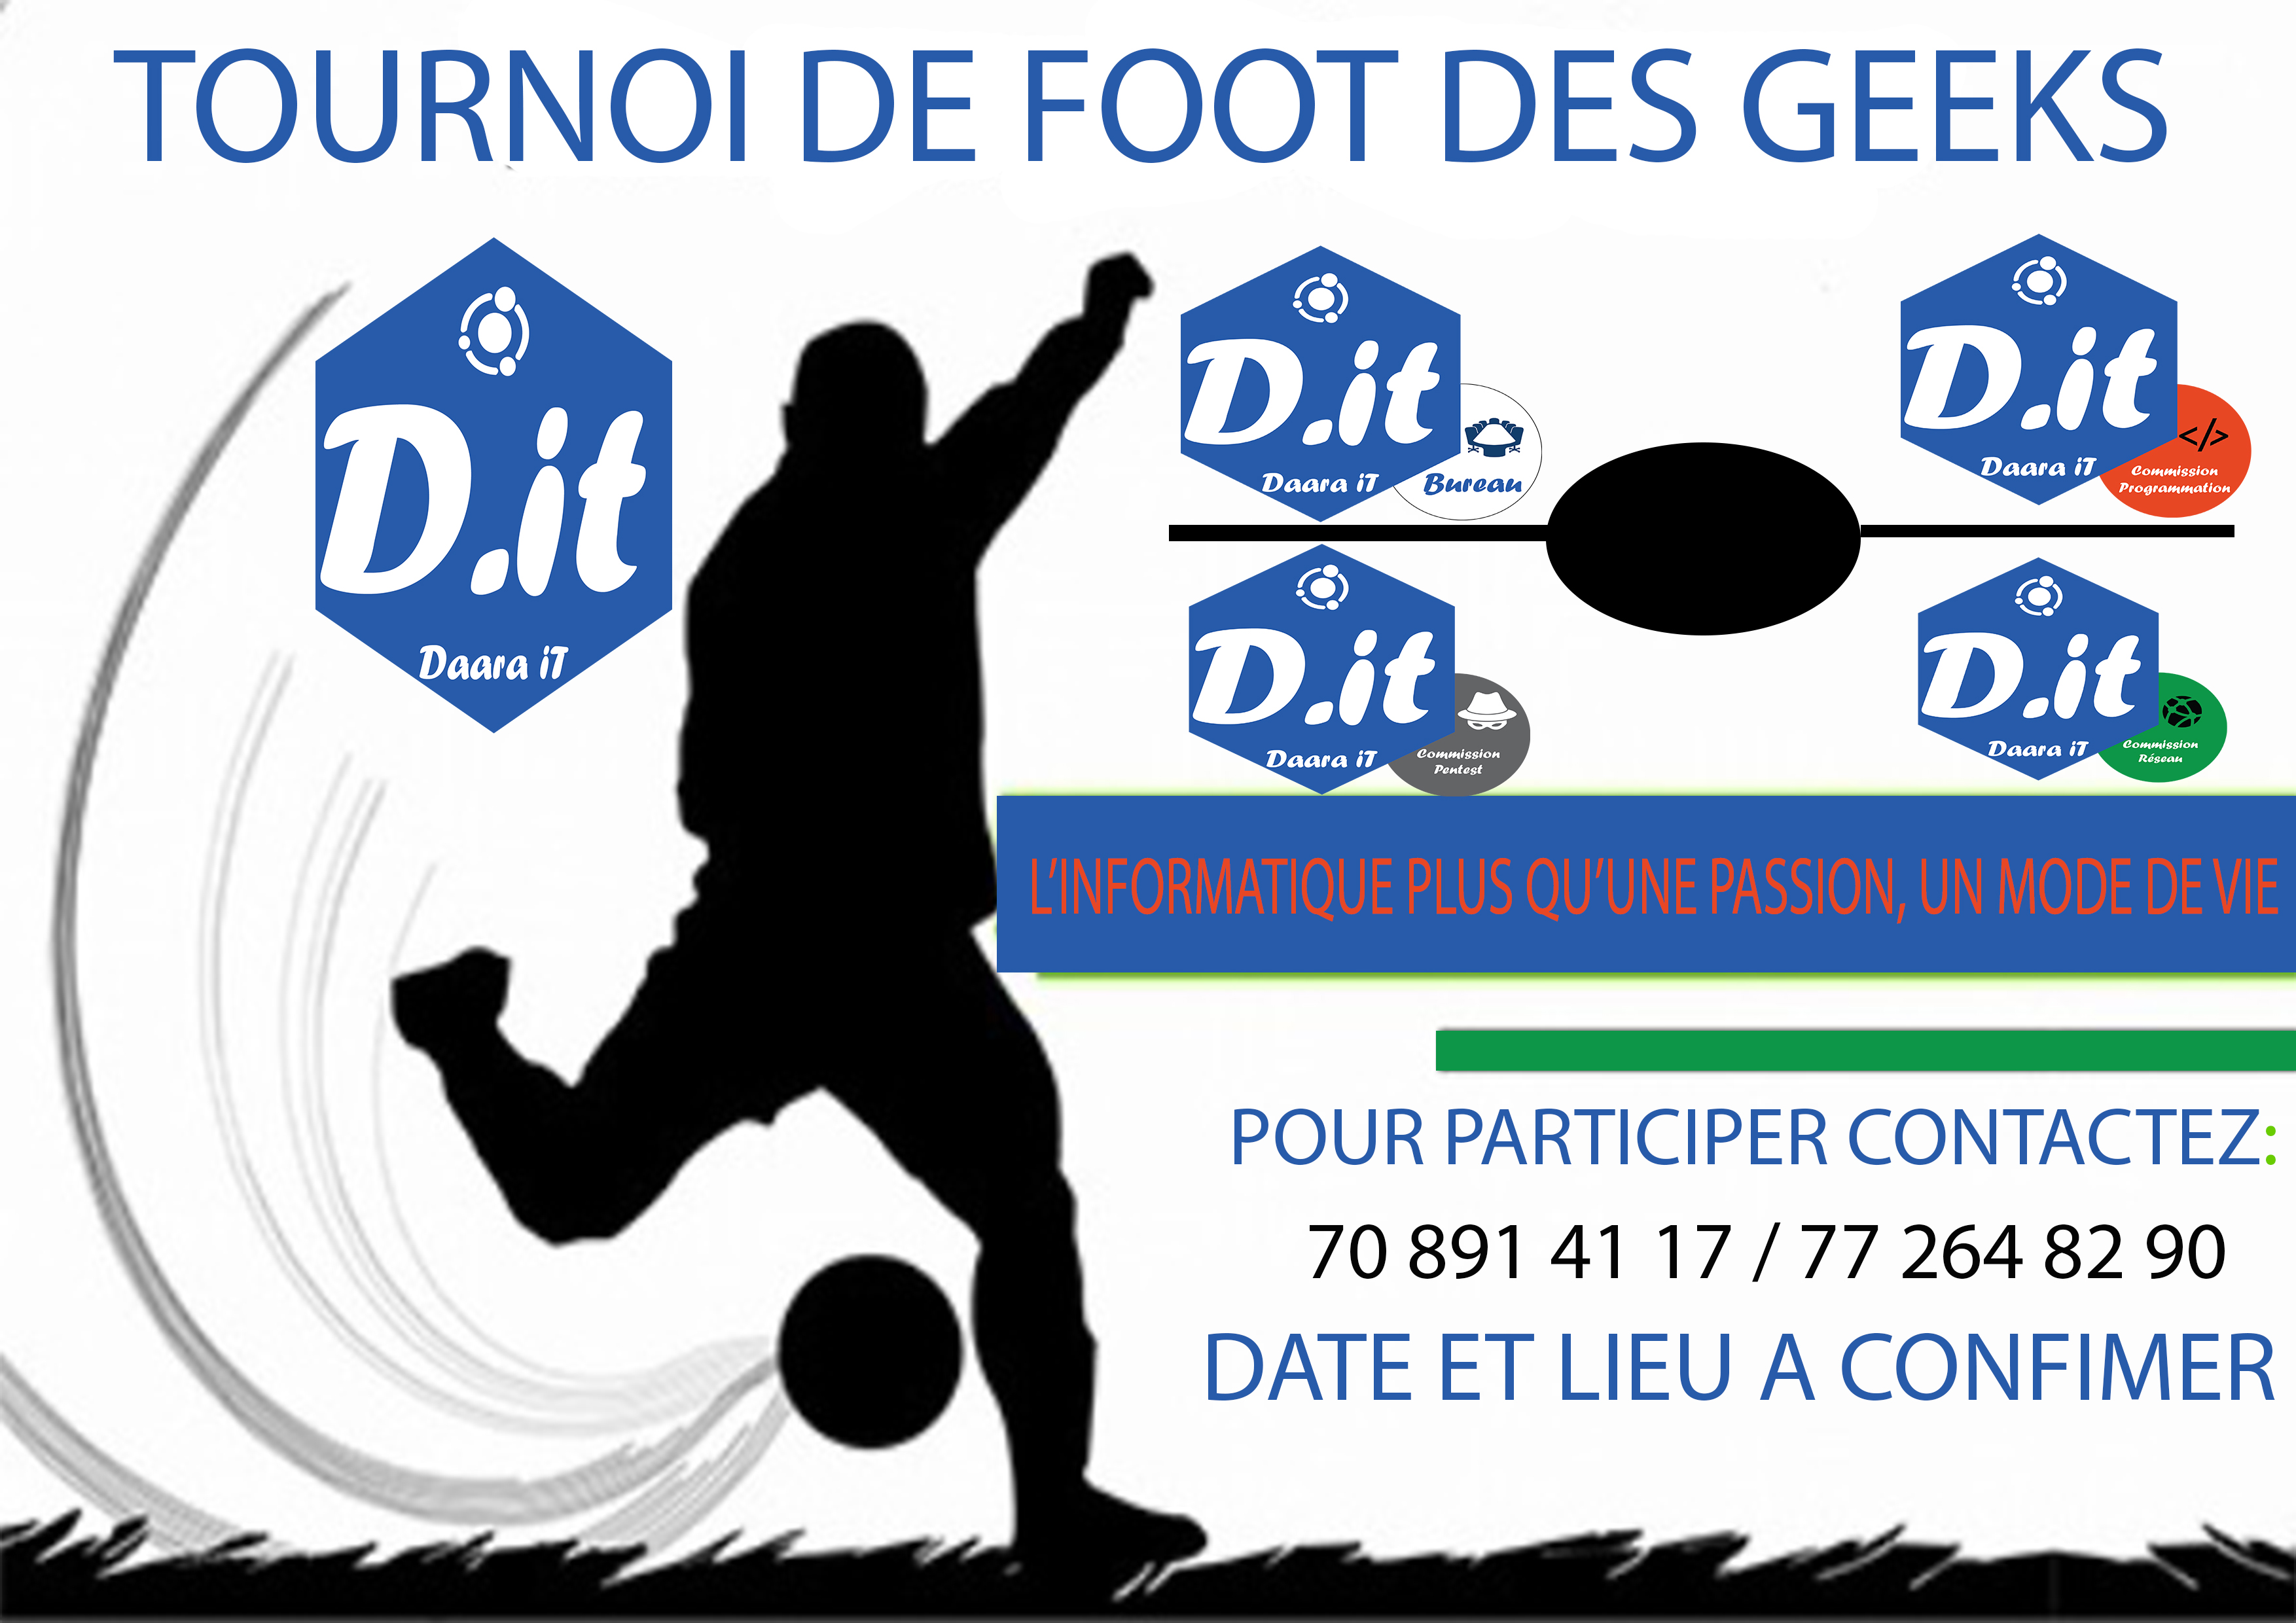 TOURNOI DE FOOT DES GEEKS
D.it
Daara iT
D.it
Daara iT
Bureau
D.it
Daara iT
</>
Commission
Programmation
D.it
Daara iT
Commission
Pentest
D.it
Daara iT
Commission
Réseau
L'INFORMATIQUE PLUS QU'UNE PASSION, UN MODE DE VIE
POUR PARTICIPER CONTACTEZ:
70 891 41 17 / 77 264 82 90
DATE ET LIEU A CONFIMER